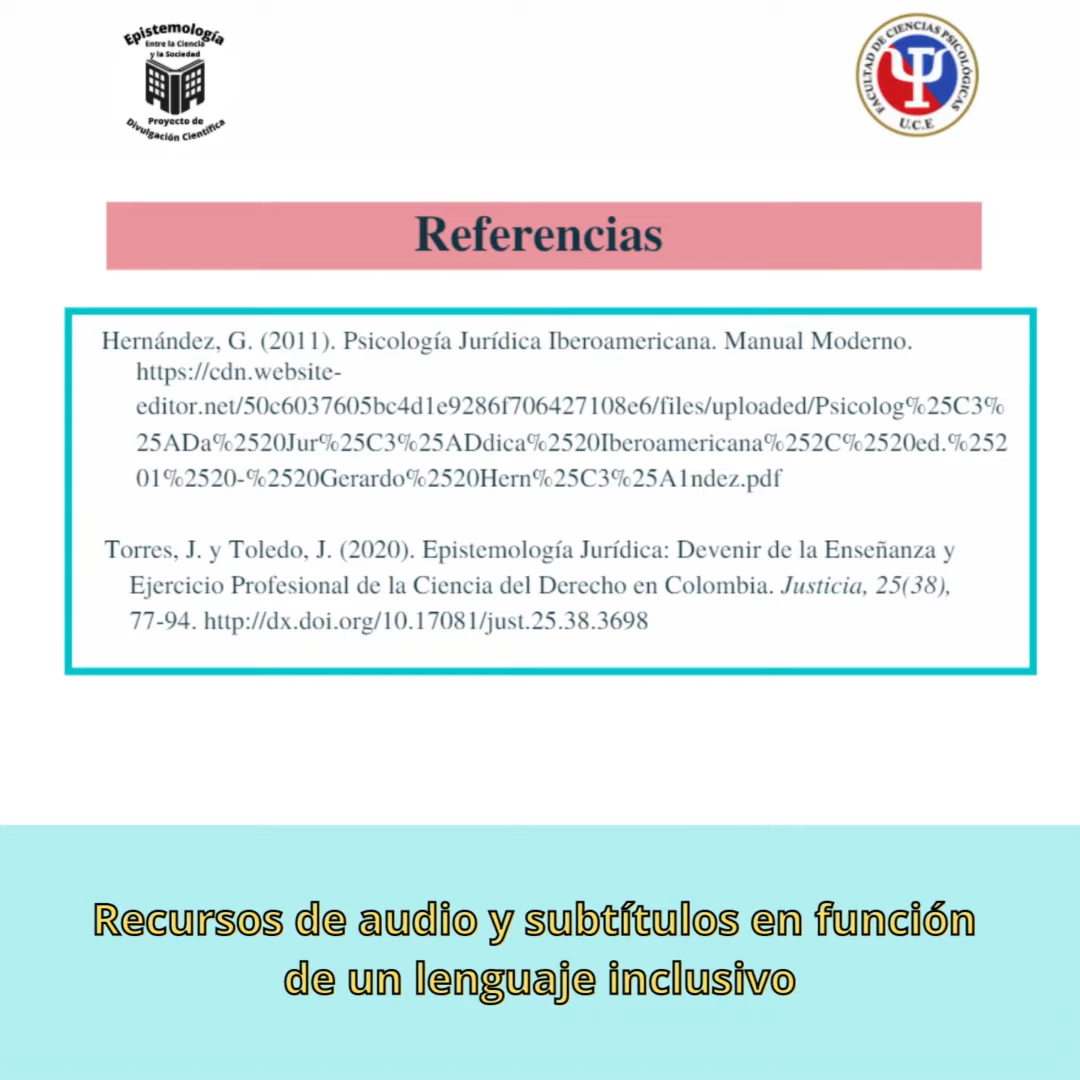 Epistemología
Entre la Ciencia
y la Sociedad
Proyecto de
Divulgación Científica
FACULTAD DE CIENCIAS PSICOLÓGICAS
U.C.E
Referencias
Hernández, G. (2011). Psicología Jurídica Iberoamericana. Manual Moderno.
https://cdn.website-
editor.net/50c6037605bc4d1e9286f706427108e6/files/uploaded/Psicolog%25C3%
25ADa%2520Jur%25C3%25ADdica%2520Iberoamericana%252C%2520ed.%252
01%2520-%2520Gerardo%2520Hern%25C3%25A1ndez.pdf
Torres, J. y Toledo, J. (2020). Epistemología Jurídica: Devenir de la Enseñanza y
Ejercicio Profesional de la Ciencia del Derecho en Colombia. Justicia, 25(38),
77-94. http://dx.doi.org/10.17081/just.25.38.3698
Recursos de audio y subtítulos en función
de un lenguaje inclusivo